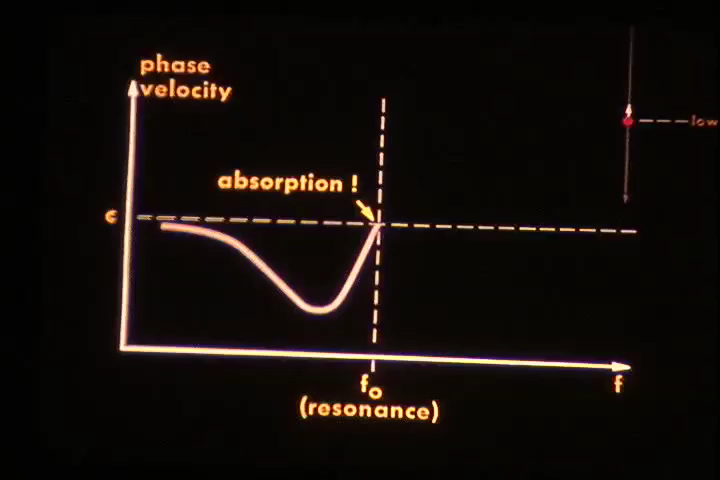 phase
velocity
low
absorption !
c
f₀
f
(resonance)